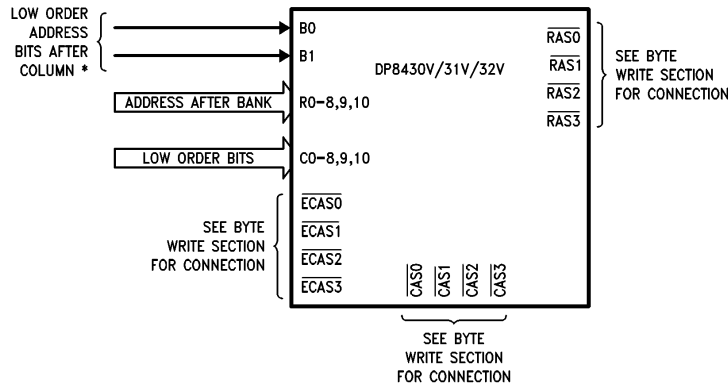 LOW ORDER
ADDRESS
BITS AFTER
COLUMN *
B0
B1
ADDRESS AFTER BANK
R0-8,9,10
LOW ORDER BITS
C0-8,9,10
DP8430V/31V/32V
RAS0
RAS1
RAS2
RAS3
SEE BYTE
WRITE SECTION
FOR CONNECTION
SEE BYTE
WRITE SECTION
FOR CONNECTION
ECAS0
ECAS1
ECAS2
ECAS3
CAS0
CAS1
CAS2
CAS3
SEE BYTE
WRITE SECTION
FOR CONNECTION